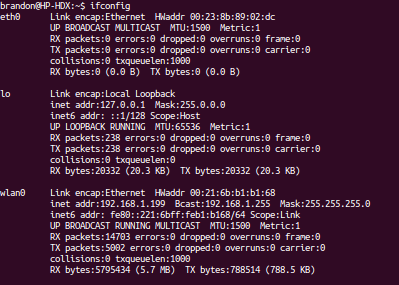 brandon@HP-HDX:~$ ifconfig
eth0      Link encap:Ethernet  HWaddr 00:23:8b:89:02:dc
          UP BROADCAST MULTICAST  MTU:1500  Metric:1
          RX packets:0 errors:0 dropped:0 overruns:0 frame:0
          TX packets:0 errors:0 dropped:0 overruns:0 carrier:0
          collisions:0 txqueuelen:1000
          RX bytes:0 (0.0 B)  TX bytes:0 (0.0 B)
lo        Link encap:Local Loopback
          inet addr:127.0.0.1  Mask:255.0.0.0
          inet6 addr: ::1/128 Scope:Host
          UP LOOPBACK RUNNING  MTU:65536  Metric:1
          RX packets:238 errors:0 dropped:0 overruns:0 frame:0
          TX packets:238 errors:0 dropped:0 overruns:0 carrier:0
          collisions:0 txqueuelen:0
          RX bytes:20332 (20.3 KB)  TX bytes:20332 (20.3 KB)
wlan0     Link encap:Ethernet  HWaddr 00:21:6b:b1:b1:68
          inet addr:192.168.1.199  Bcast:192.168.1.255  Mask:255.255.255.0
          inet6 addr: fe80::221:6bff:feb1:b168/64 Scope:Link
          UP BROADCAST RUNNING MULTICAST  MTU:1500  Metric:1
          RX packets:14703 errors:0 dropped:0 overruns:0 frame:0
          TX packets:5002 errors:0 dropped:0 overruns:0 carrier:0
          collisions:0 txqueuelen:1000
          RX bytes:5795434 (5.7 MB)  TX bytes:788514 (788.5 KB)